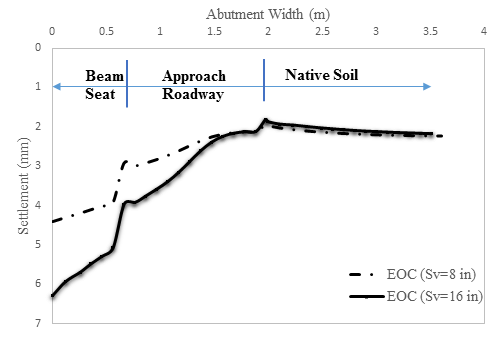 Abutment Width (m)
0 0.5 1 1.5 2 2.5 3 3.5 4
0
1
2
3
4
5
6
7
Settlement (mm)
Beam
Seat
Approach
Roadway
Native Soil
EOC (Sv=8 in)
EOC (Sv=16 in)